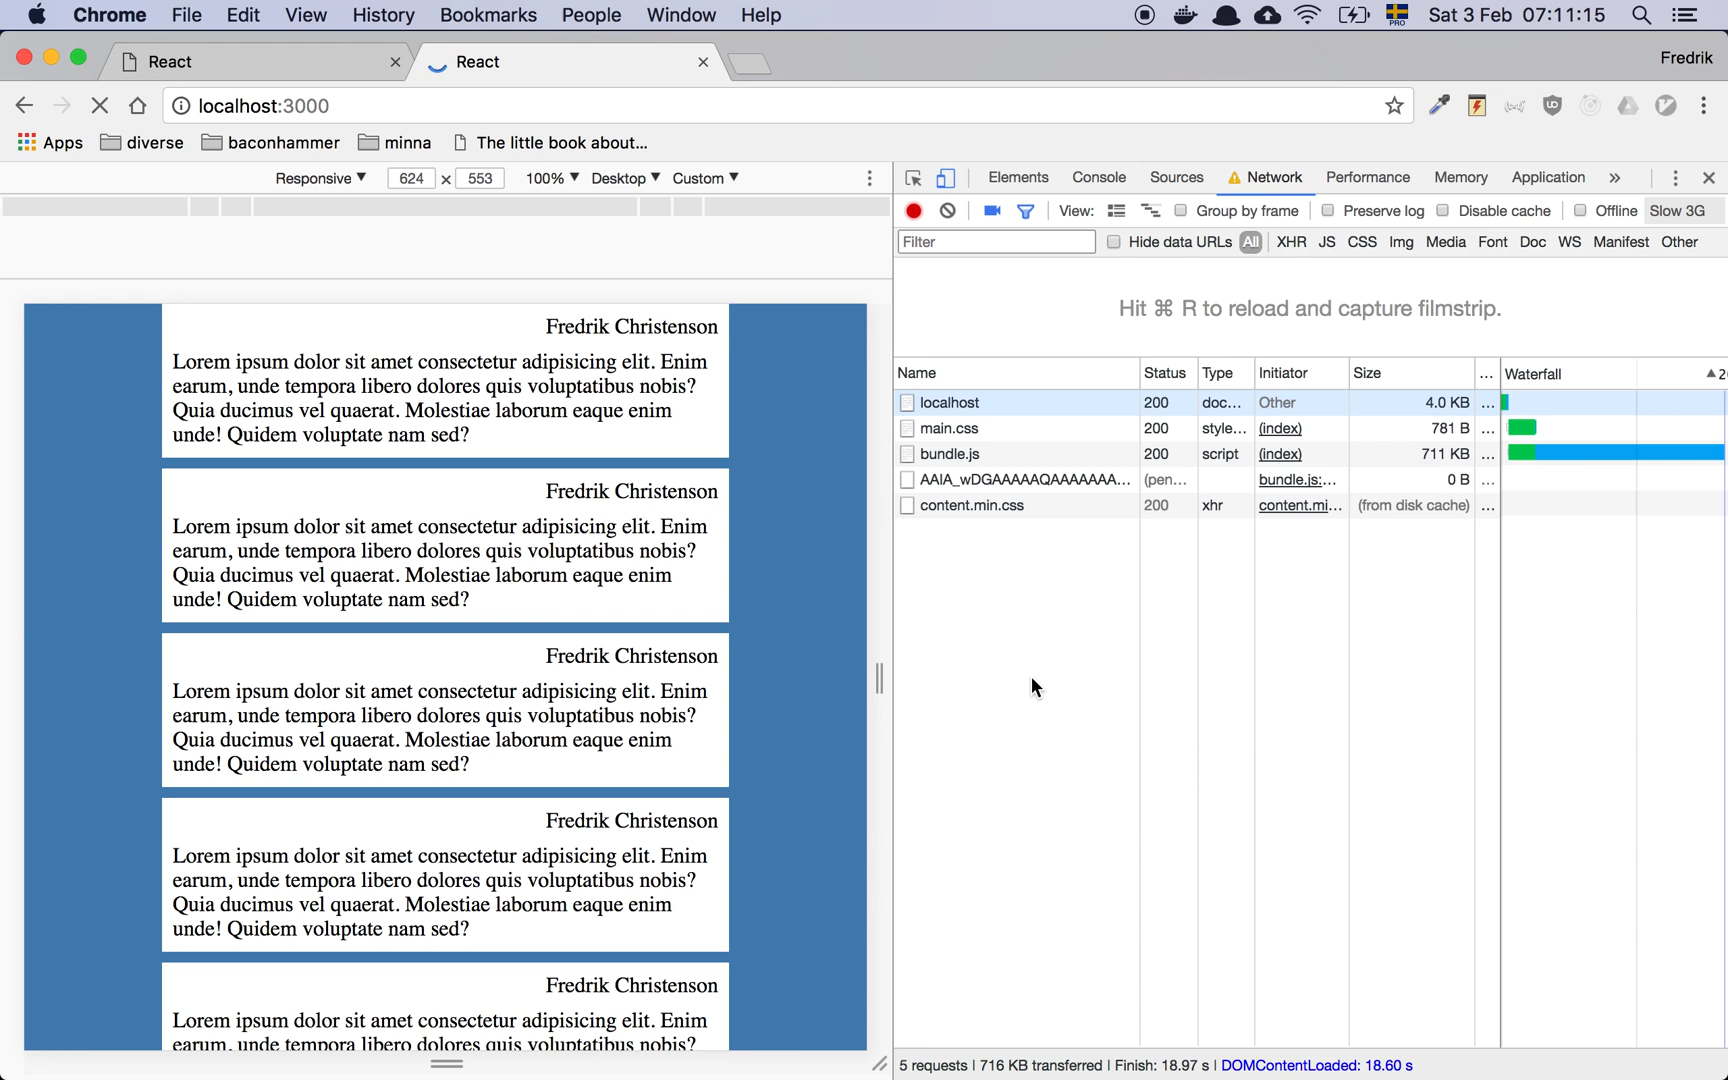 Chrome File Edit View History Bookmarks People Window Help PRO Sat 3 Feb 07:11:15
React React Fredrik
localhost:3000
Apps diverse baconhammer minna The little book about...
Responsive ▼ 624 × 553 100% ▼ Desktop ▼ Custom ▼
Elements Console Sources Network Performance Memory Application »
View: Group by frame Preserve log Disable cache Offline Slow 3G
Filter Hide data URLs All XHR JS CSS Img Media Font Doc WS Manifest Other
Hit ⌘ R to reload and capture filmstrip.
Name Status Type Initiator Size ... Waterfall
localhost 200 doc... Other 4.0 KB ...
main.css 200 style... (index) 781 B ...
bundle.js 200 script (index) 711 KB ...
AAIA_wDGAAAAAQAAAAAAA... (pen... bundle.js:... 0 B ...
content.min.css 200 xhr content.mi... (from disk cache) ...
5 requests | 716 KB transferred | Finish: 18.97 s | DOMContentLoaded: 18.60 s
Fredrik Christenson
Lorem ipsum dolor sit amet consectetur adipisicing elit. Enim
earum, unde tempora libero dolores quis voluptatibus nobis?
Quia ducimus vel quaerat. Molestiae laborum eaque enim
unde! Quidem voluptate nam sed?
Fredrik Christenson
Lorem ipsum dolor sit amet consectetur adipisicing elit. Enim
earum, unde tempora libero dolores quis voluptatibus nobis?
Quia ducimus vel quaerat. Molestiae laborum eaque enim
unde! Quidem voluptate nam sed?
Fredrik Christenson
Lorem ipsum dolor sit amet consectetur adipisicing elit. Enim
earum, unde tempora libero dolores quis voluptatibus nobis?
Quia ducimus vel quaerat. Molestiae laborum eaque enim
unde! Quidem voluptate nam sed?
Fredrik Christenson
Lorem ipsum dolor sit amet consectetur adipisicing elit. Enim
earum, unde tempora libero dolores quis voluptatibus nobis?
Quia ducimus vel quaerat. Molestiae laborum eaque enim
unde! Quidem voluptate nam sed?
Fredrik Christenson
Lorem ipsum dolor sit amet consectetur adipisicing elit. Enim
earum, unde tempora libero dolores quis voluptatibus nobis?